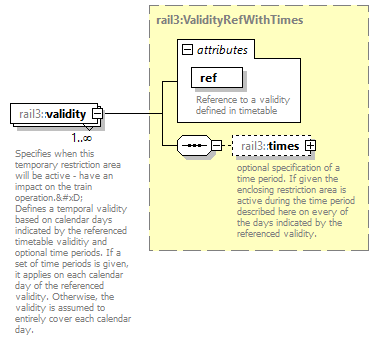 rail3::ValidityRefWithTimes
attributes
ref
Reference to a validity
defined in timetable
rail3::validity
1..∞
Specifies when this
temporary restriction area
will be active - have an
impact on the train
operation.&#xD;
Defines a temporal validity
based on calendar days
indicated by the referenced
timetable validitiy and
optional time periods. If a
set of time periods is given,
it applies on each calendar
day of the referenced
validity. Otherwise, the
validity is assumed to
entirely cover each calendar
day.
rail3::times
optional specification of a
time period. If given the
enclosing restriction area is
active during the time period
described here on every of
the days indicated by the
referenced validity.